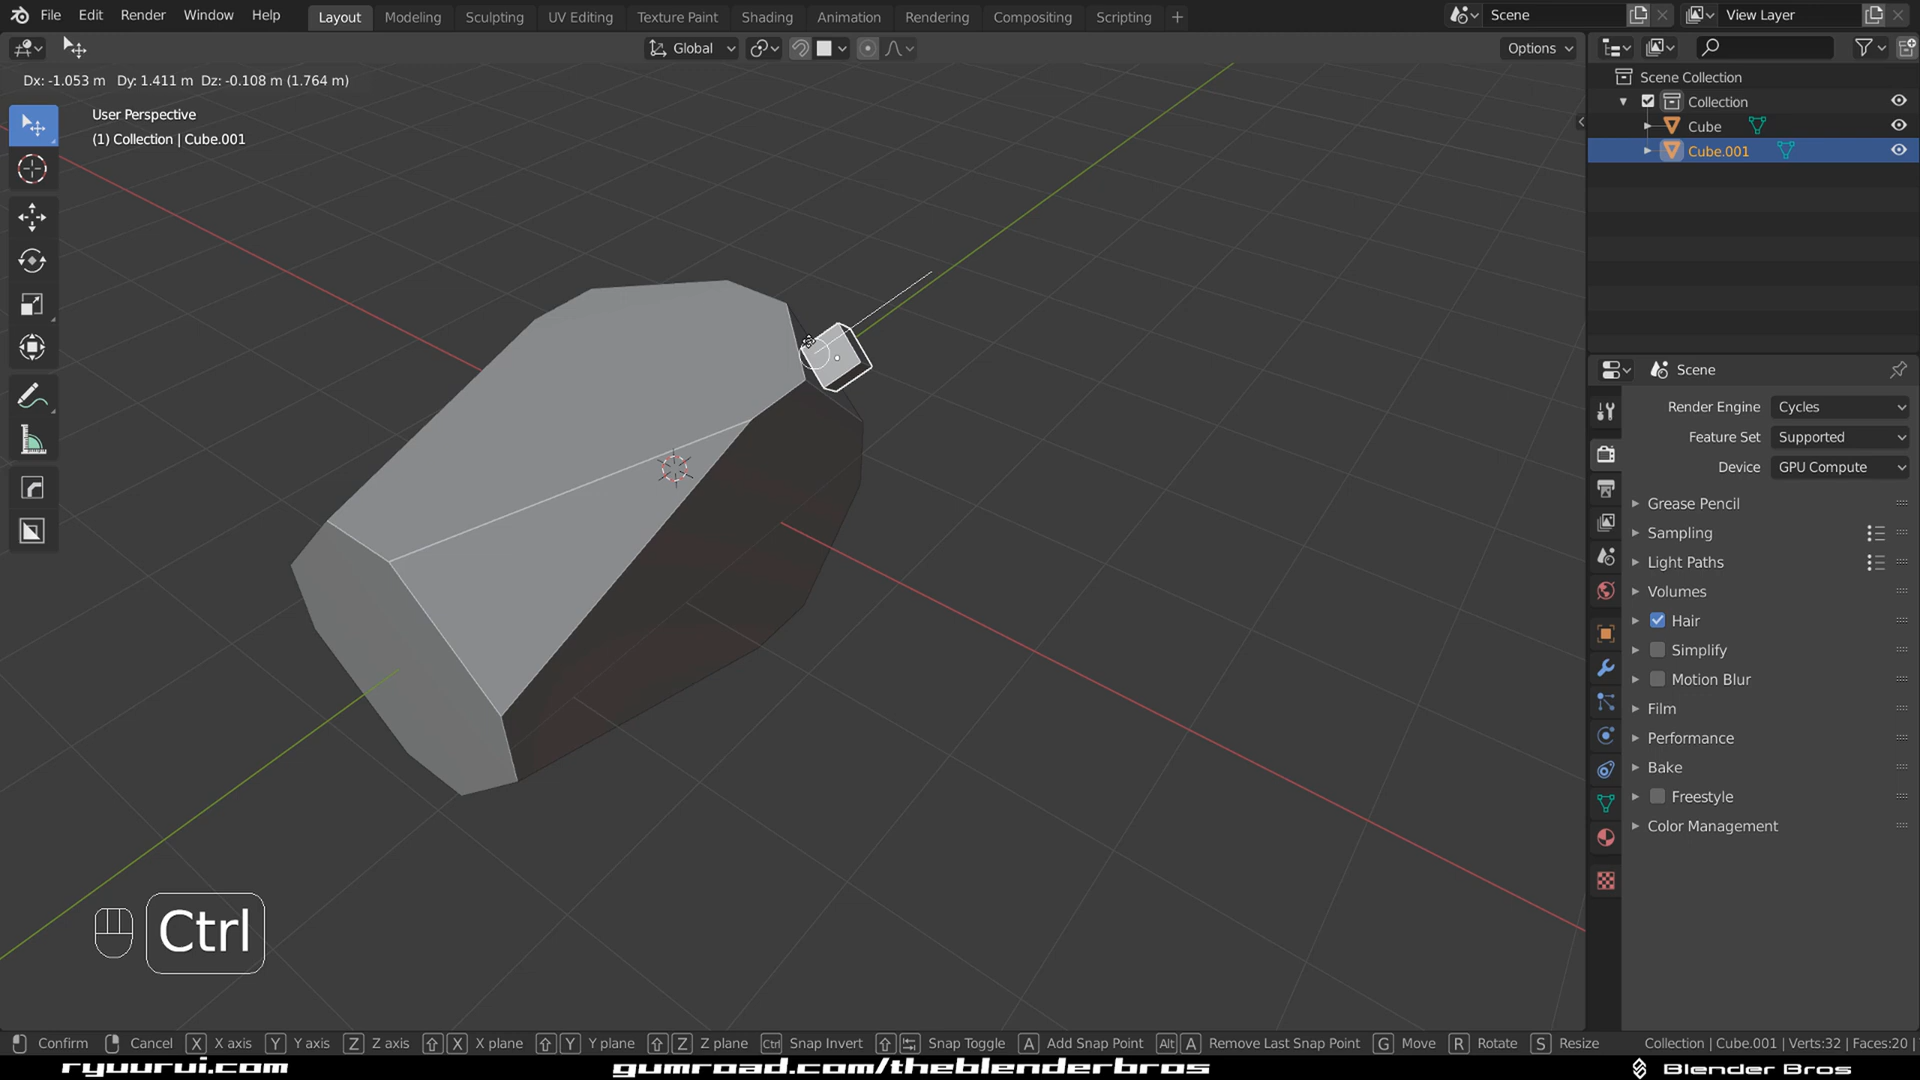 File Edit Render Window Help
Layout Modeling Sculpting UV Editing Texture Paint Shading Animation Rendering Compositing Scripting +
Scene View Layer
Global Options
Dx: -1.053 m Dy: 1.411 m Dz: -0.108 m (1.764 m)
User Perspective
(1) Collection | Cube.001
Scene Collection
Collection
Cube
Cube.001
Scene
Render Engine Cycles
Feature Set Supported
Device GPU Compute
Grease Pencil
Sampling
Light Paths
Volumes
Hair
Simplify
Motion Blur
Film
Performance
Bake
Freestyle
Color Management
Ctrl
Confirm Cancel X X axis Y Y axis Z Z axis X X plane Y Y plane Z Z plane Ctrl Snap Invert Snap Toggle A Add Snap Point Alt A Remove Last Snap Point G Move R Rotate S Resize Collection | Cube.001 | Verts:32 | Faces:20 |
ryuurui.com gumroad.com/theblenderbros Blender Bros